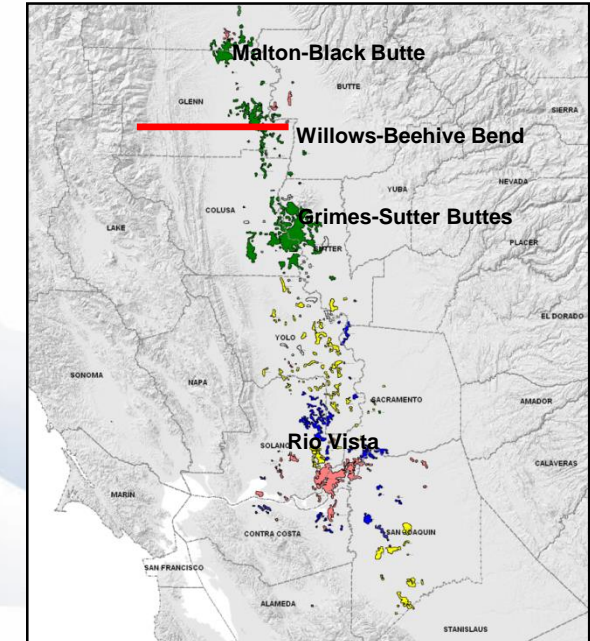 Malton-Black Butte
BUTTE
GLENN
SIERRA
Willows-Beehive Bend
NEVADA
YUBA
COLUSA
Grimes-Sutter Buttes
LAKE
SUTTER
PLACER
EL DORADO
YOLO
SONOMA
NAPA
SACRAMENTO
AMADOR
SOLANO
Rio Vista
CALAVERAS
MARIN
CONTRA COSTA
SAN JOAQUIN
SAN FRANCISCO
ALAMEDA
STANISLAUS